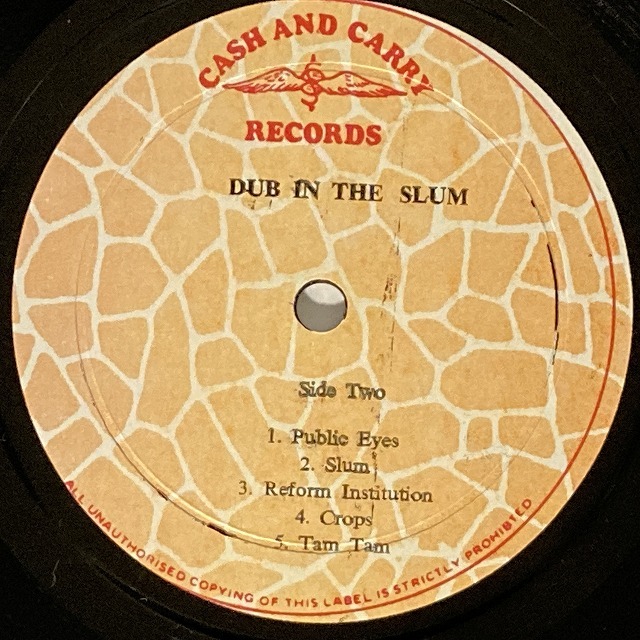 CASH AND CARRY
RECORDS
DUB IN THE SLUM
Side Two
1. Public Eyes
2. Slum
3. Reform Institution
4. Crops
5. Tam Tam
ALL UNAUTHORISED COPYING OF THIS LABEL IS STRICTLY PROHIBITED